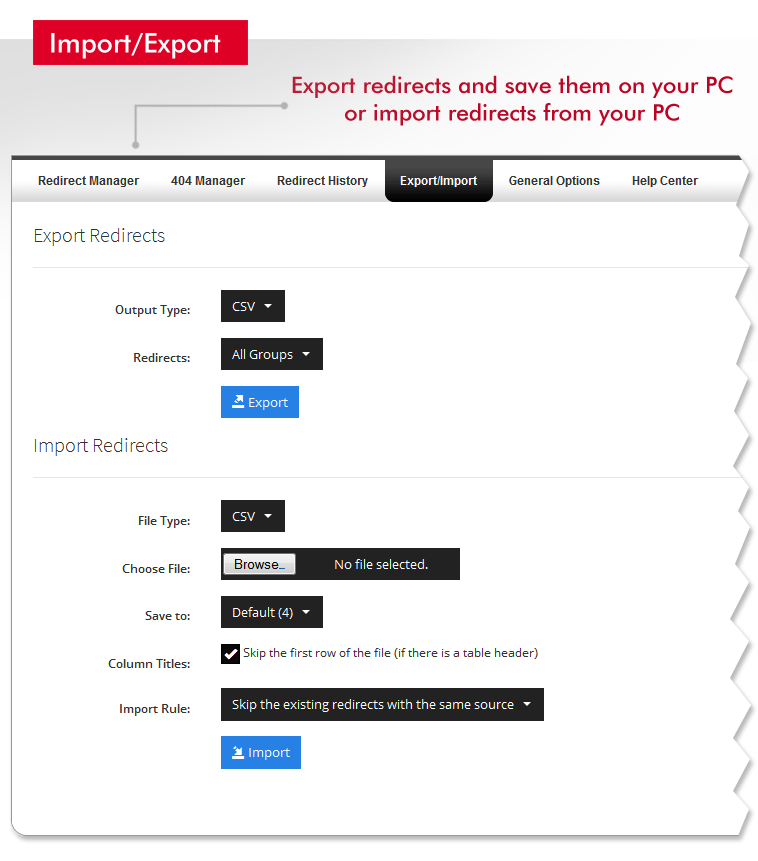 Import/Export
Export redirects and save them on your PC
or import redirects from your PC
Redirect Manager 404 Manager Redirect History Export/Import General Options Help Center
Export Redirects
Output Type: CSV
Redirects: All Groups
Export
Import Redirects
File Type: CSV
Choose File: Browse... No file selected.
Save to: Default (4)
Column Titles: Skip the first row of the file (if there is a table header)
Import Rule: Skip the existing redirects with the same source
Import